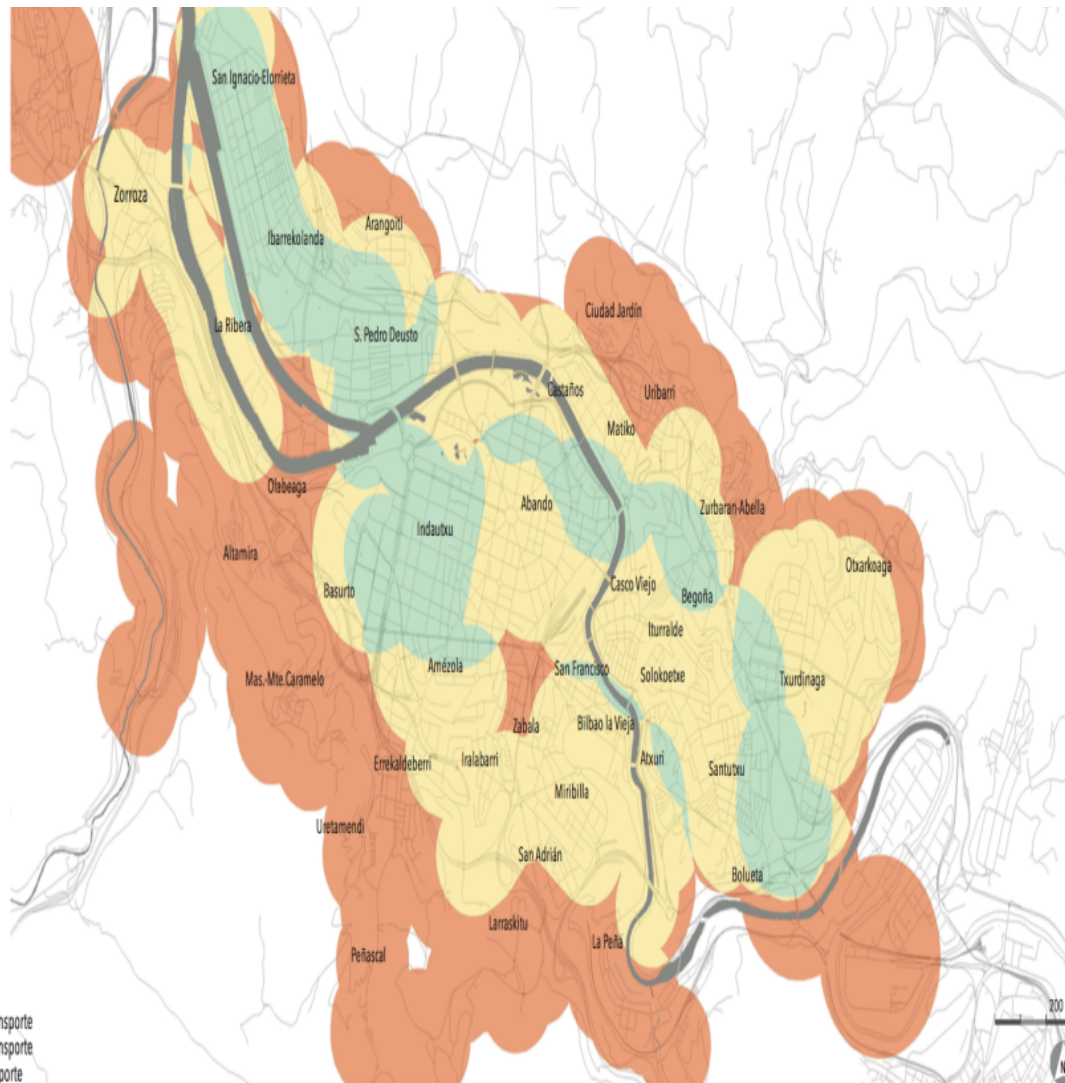 San Ignacio-Elorrieta
Zorroza
Arangoiti
Ibarrekolanda
Ciudad Jardín
La Ribera
S. Pedro Deusto
Castaños
Uribarri
Matiko
Olabeaga
Abando
Zurbaran-Abella
Indautxu
Altamira
Otxarkoaga
Casco Viejo
Basurto
Begoña
Iturralde
Amézola
San Francisco
Solokoetxe
Mas.-Mte.Caramelo
Txurdinaga
Zabala
Bilbao la Vieja
Errekaldeberri
Iralabarri
Atxuri
Santutxu
Miribilla
Uretamendi
San Adrián
Bolueta
Larraskitu
La Peña
Peñascal
200
nsporte
nsporte
porte
N